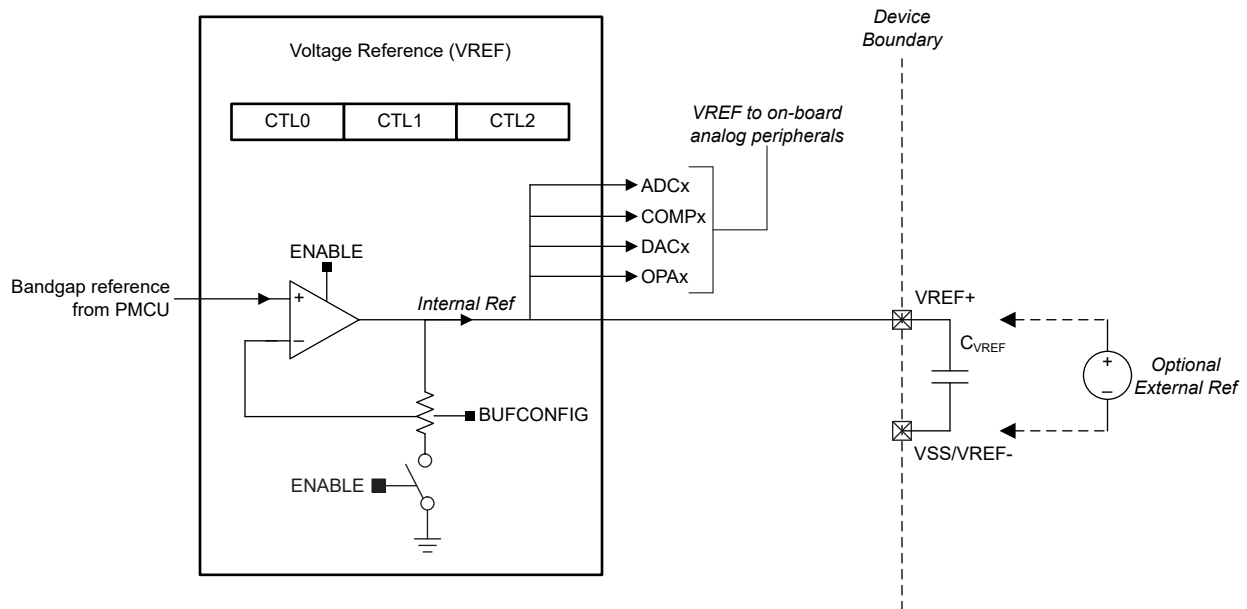 Device
Boundary
Voltage Reference (VREF)
CTL0
CTL1
CTL2
VREF to on-board
analog peripherals
ADCx
COMPx
DACx
OPAx
ENABLE
Bandgap reference
from PMCU
+
–
Internal Ref
BUFCONFIG
ENABLE
VREF+
CVREF
+
–
Optional
External Ref
VSS/VREF-